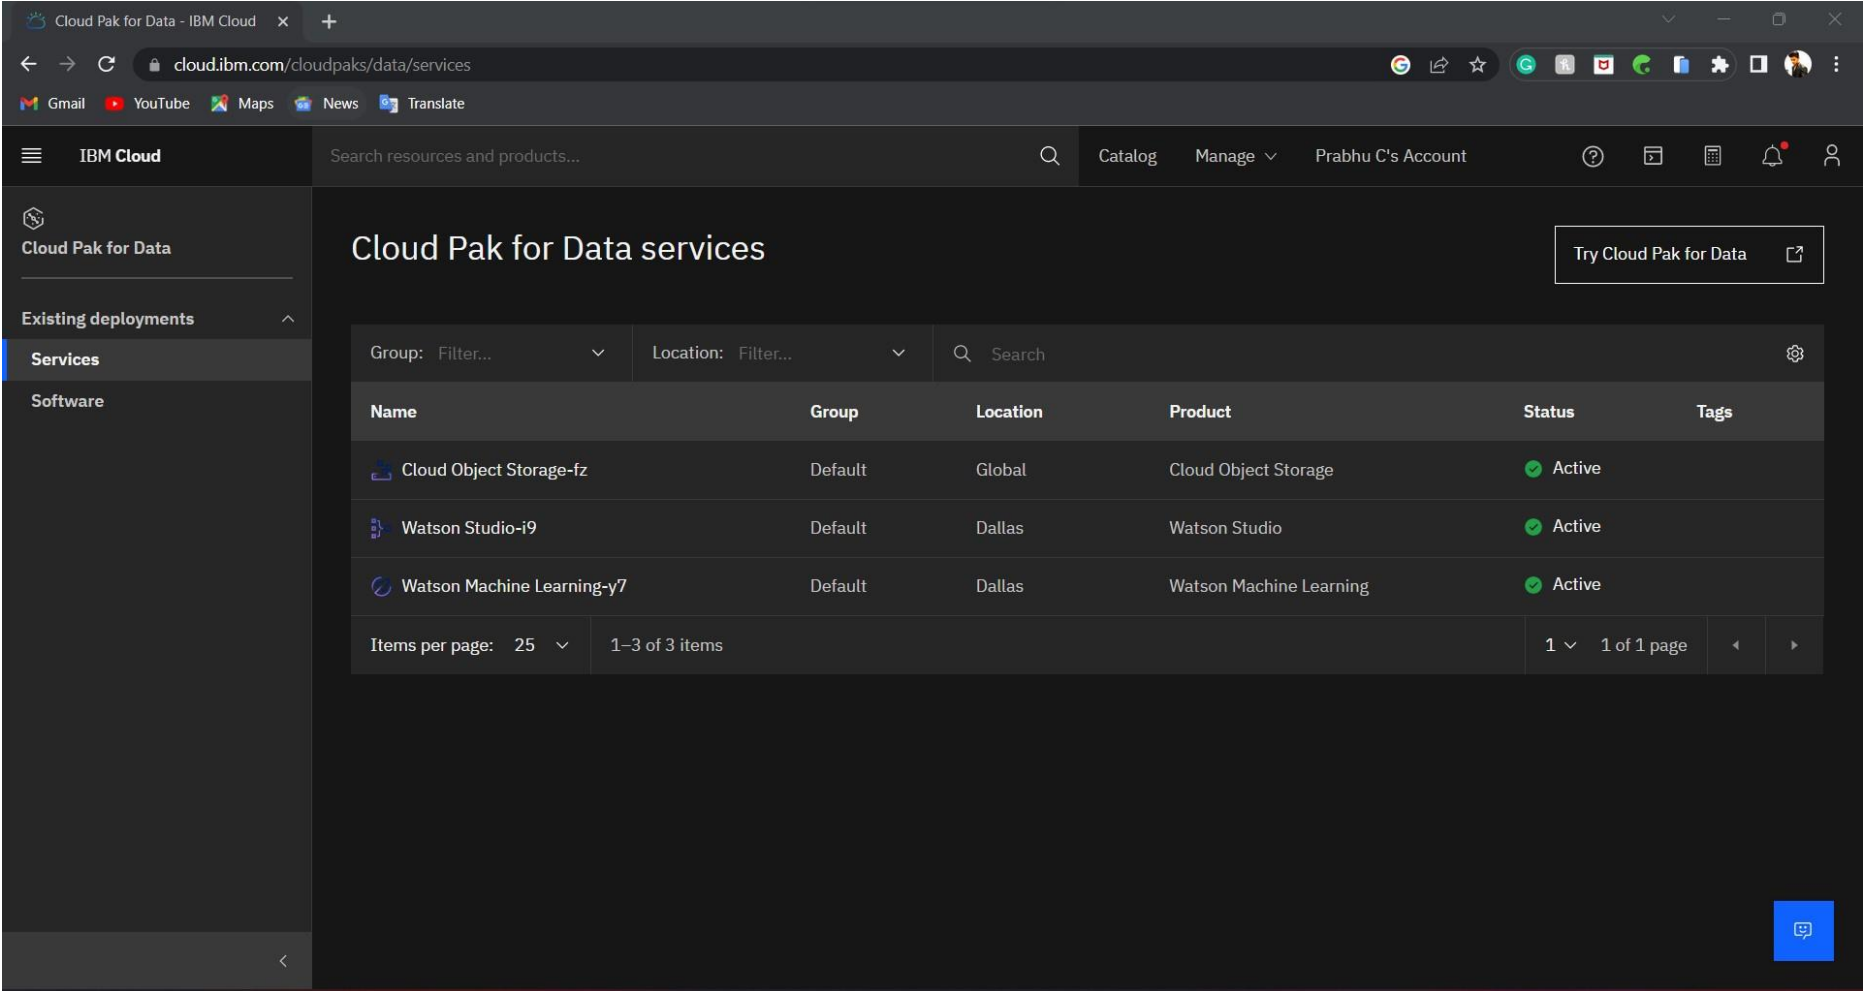 Cloud Pak for Data - IBM Cloud
cloud.ibm.com/cloudpaks/data/services
Gmail YouTube Maps News Translate
IBM Cloud
Search resources and products...
Catalog Manage Prabhu C's Account
Cloud Pak for Data
Existing deployments
Services
Software
Cloud Pak for Data services
Try Cloud Pak for Data
Group: Filter... Location: Filter... Search
Name Group Location Product Status Tags
Cloud Object Storage-fz Default Global Cloud Object Storage Active
Watson Studio-i9 Default Dallas Watson Studio Active
Watson Machine Learning-y7 Default Dallas Watson Machine Learning Active
Items per page: 25 1–3 of 3 items 1 1 of 1 page